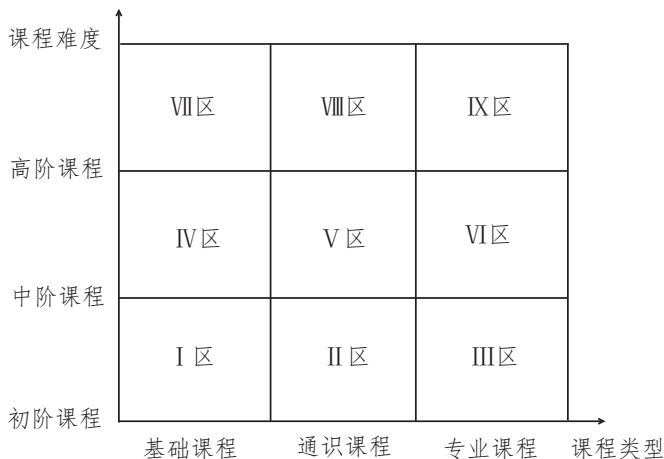 课程难度
Ⅶ区 Ⅷ区 Ⅸ区
高阶课程
Ⅳ区 Ⅴ区 Ⅵ区
中阶课程
Ⅰ区 Ⅱ区 Ⅲ区
初阶课程
基础课程 通识课程 专业课程 课程类型